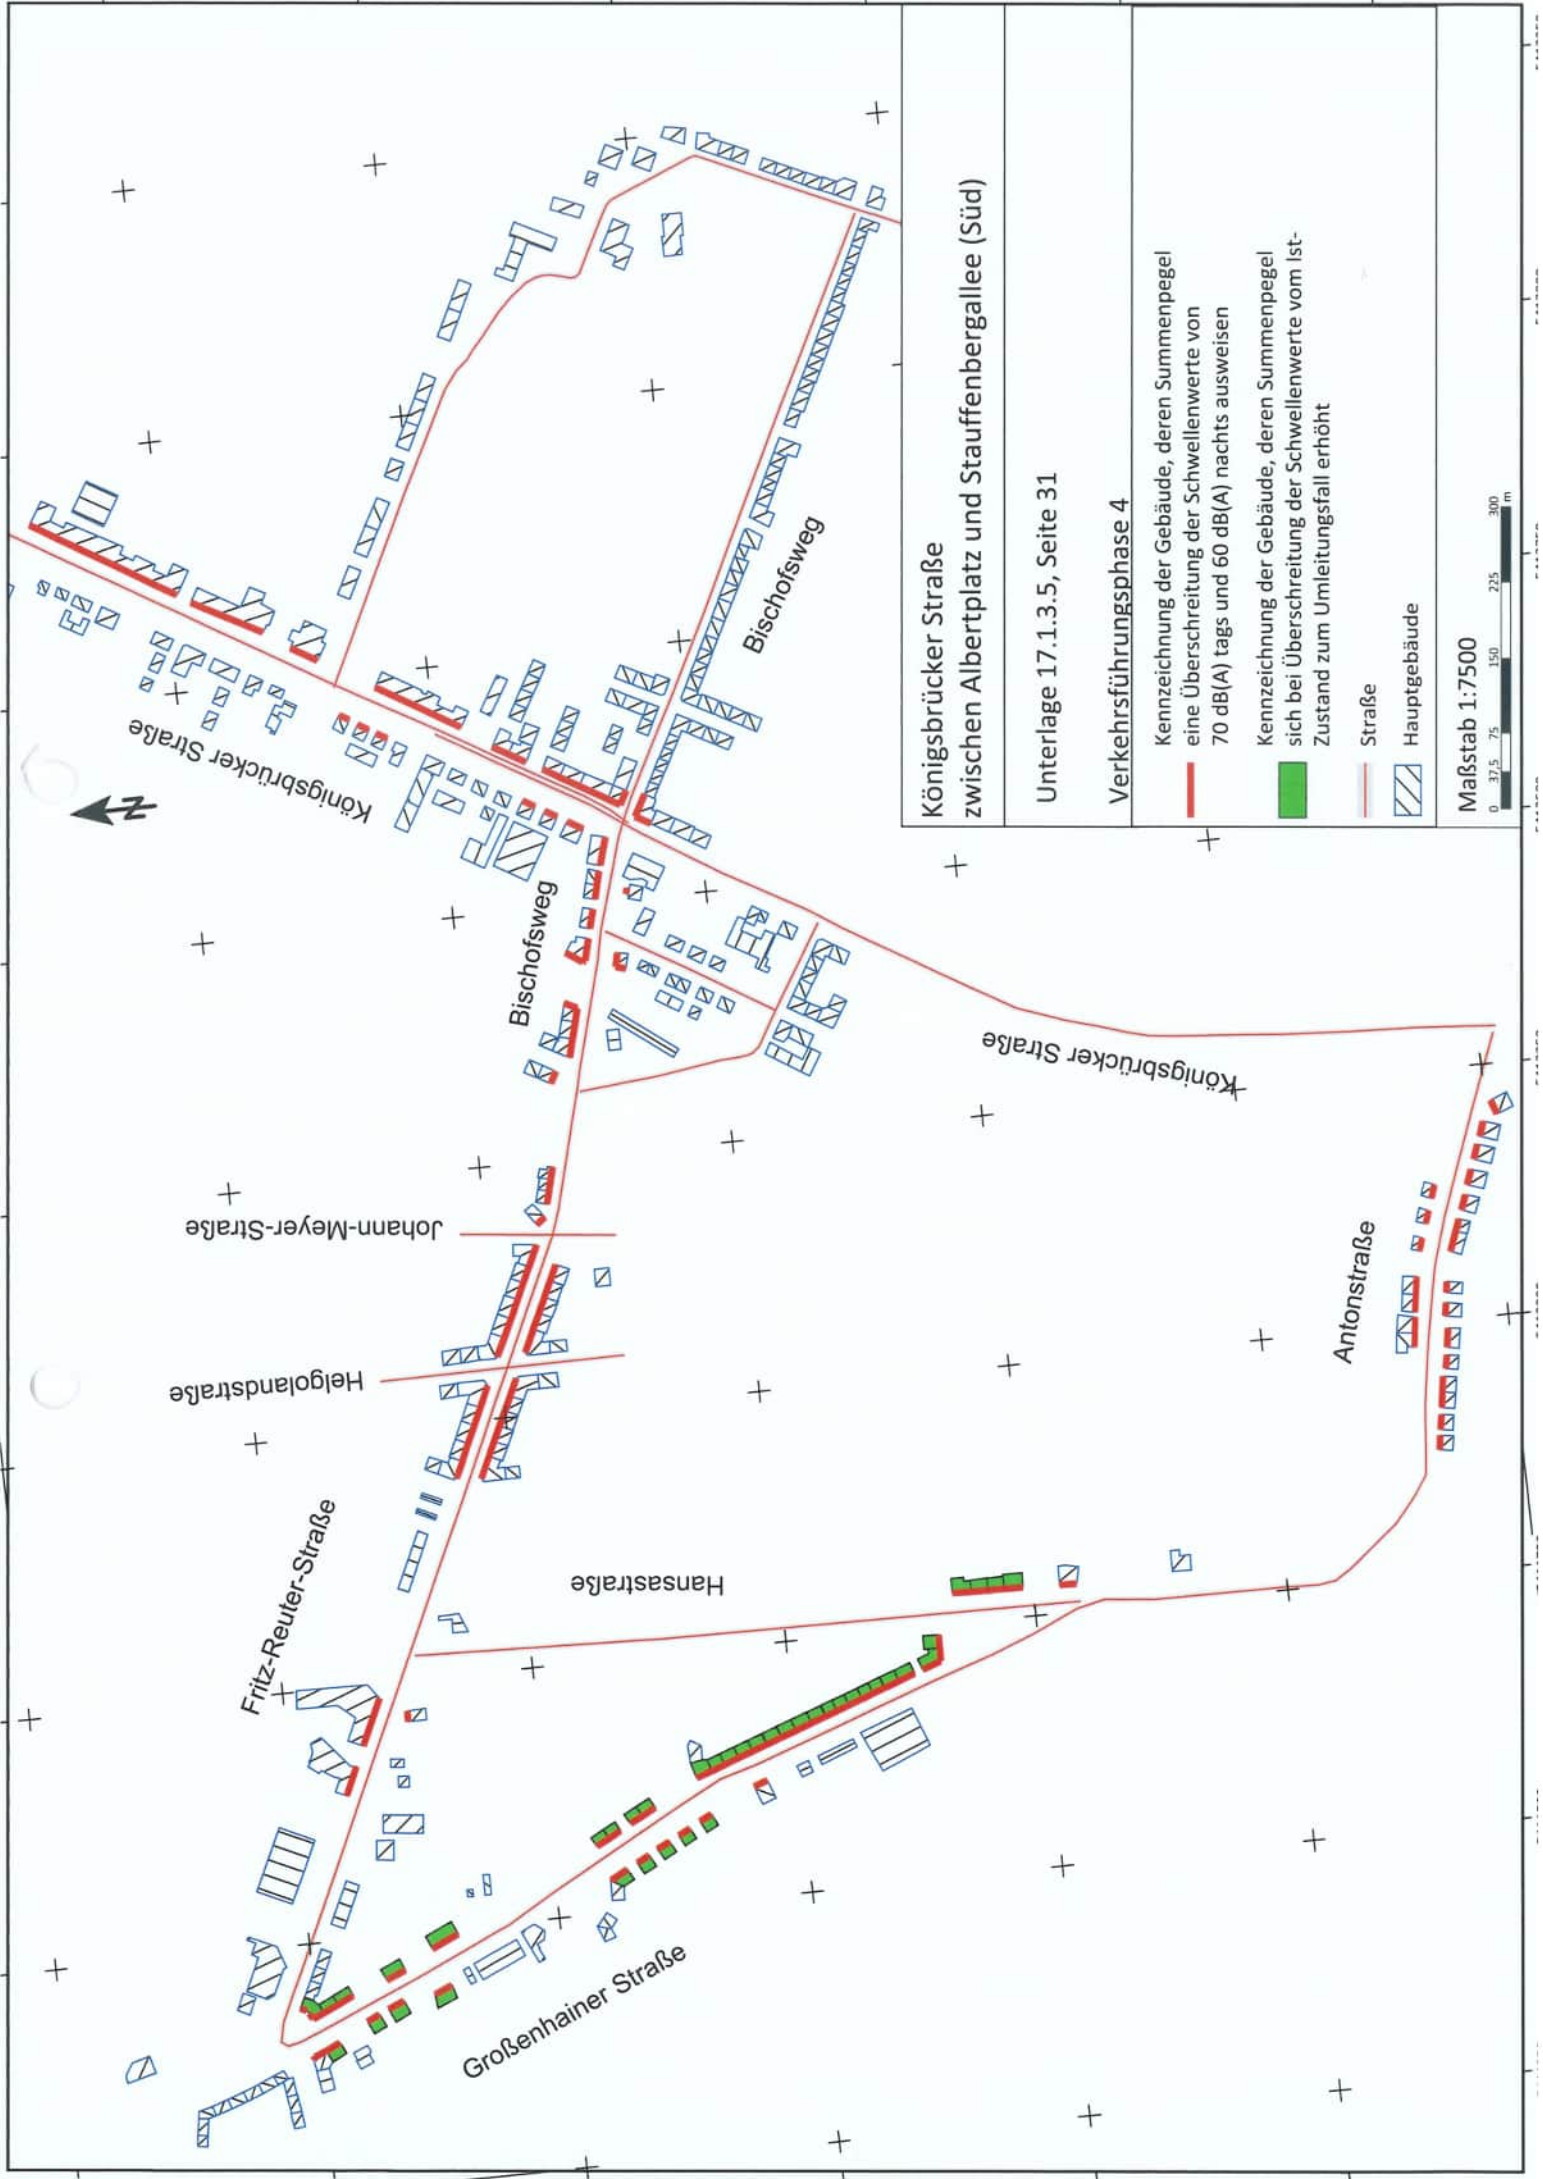 Königsbrücker Straße
Bischofsweg
Bischofsweg
Johann-Meyer-Straße
Helgolandstraße
Fritz-Reuter-Straße
Hansastraße
Königsbrücker Straße
Antonstraße
Großenhainer Straße
N
Königsbrücker Straße
zwischen Albertplatz und Stauffenbergallee (Süd)
Unterlage 17.1.3.5, Seite 31
Verkehrsführungsphase 4
Kennzeichnung der Gebäude, deren Summenpegel
eine Überschreitung der Schwellenwerte von
70 dB(A) tags und 60 dB(A) nachts ausweisen
Kennzeichnung der Gebäude, deren Summenpegel
sich bei Überschreitung der Schwellenwerte vom Ist-
Zustand zum Umleitungsfall erhöht
Straße
Hauptgebäude
Maßstab 1:7500
0 37,5 75 150 225 300
m